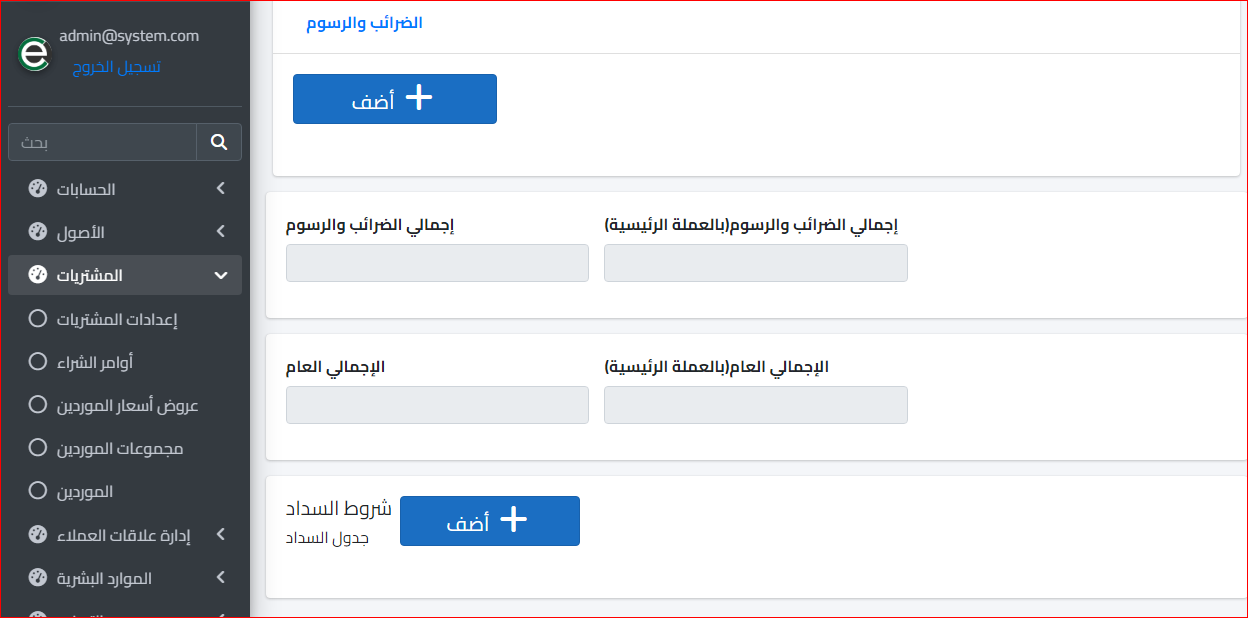 admin@system.com
تسجيل الخروج
بحث
الحسابات
الأصول
المشتريات
إعدادات المشتريات
أوامر الشراء
عروض أسعار الموردين
مجموعات الموردين
الموردين
إدارة علاقات العملاء
الموارد البشرية
الضرائب والرسوم
أضف
إجمالي الضرائب والرسوم
إجمالي الضرائب والرسوم(بالعملة الرئيسية)
الإجمالي العام
الإجمالي العام(بالعملة الرئيسية)
شروط السداد
أضف
جدول السداد